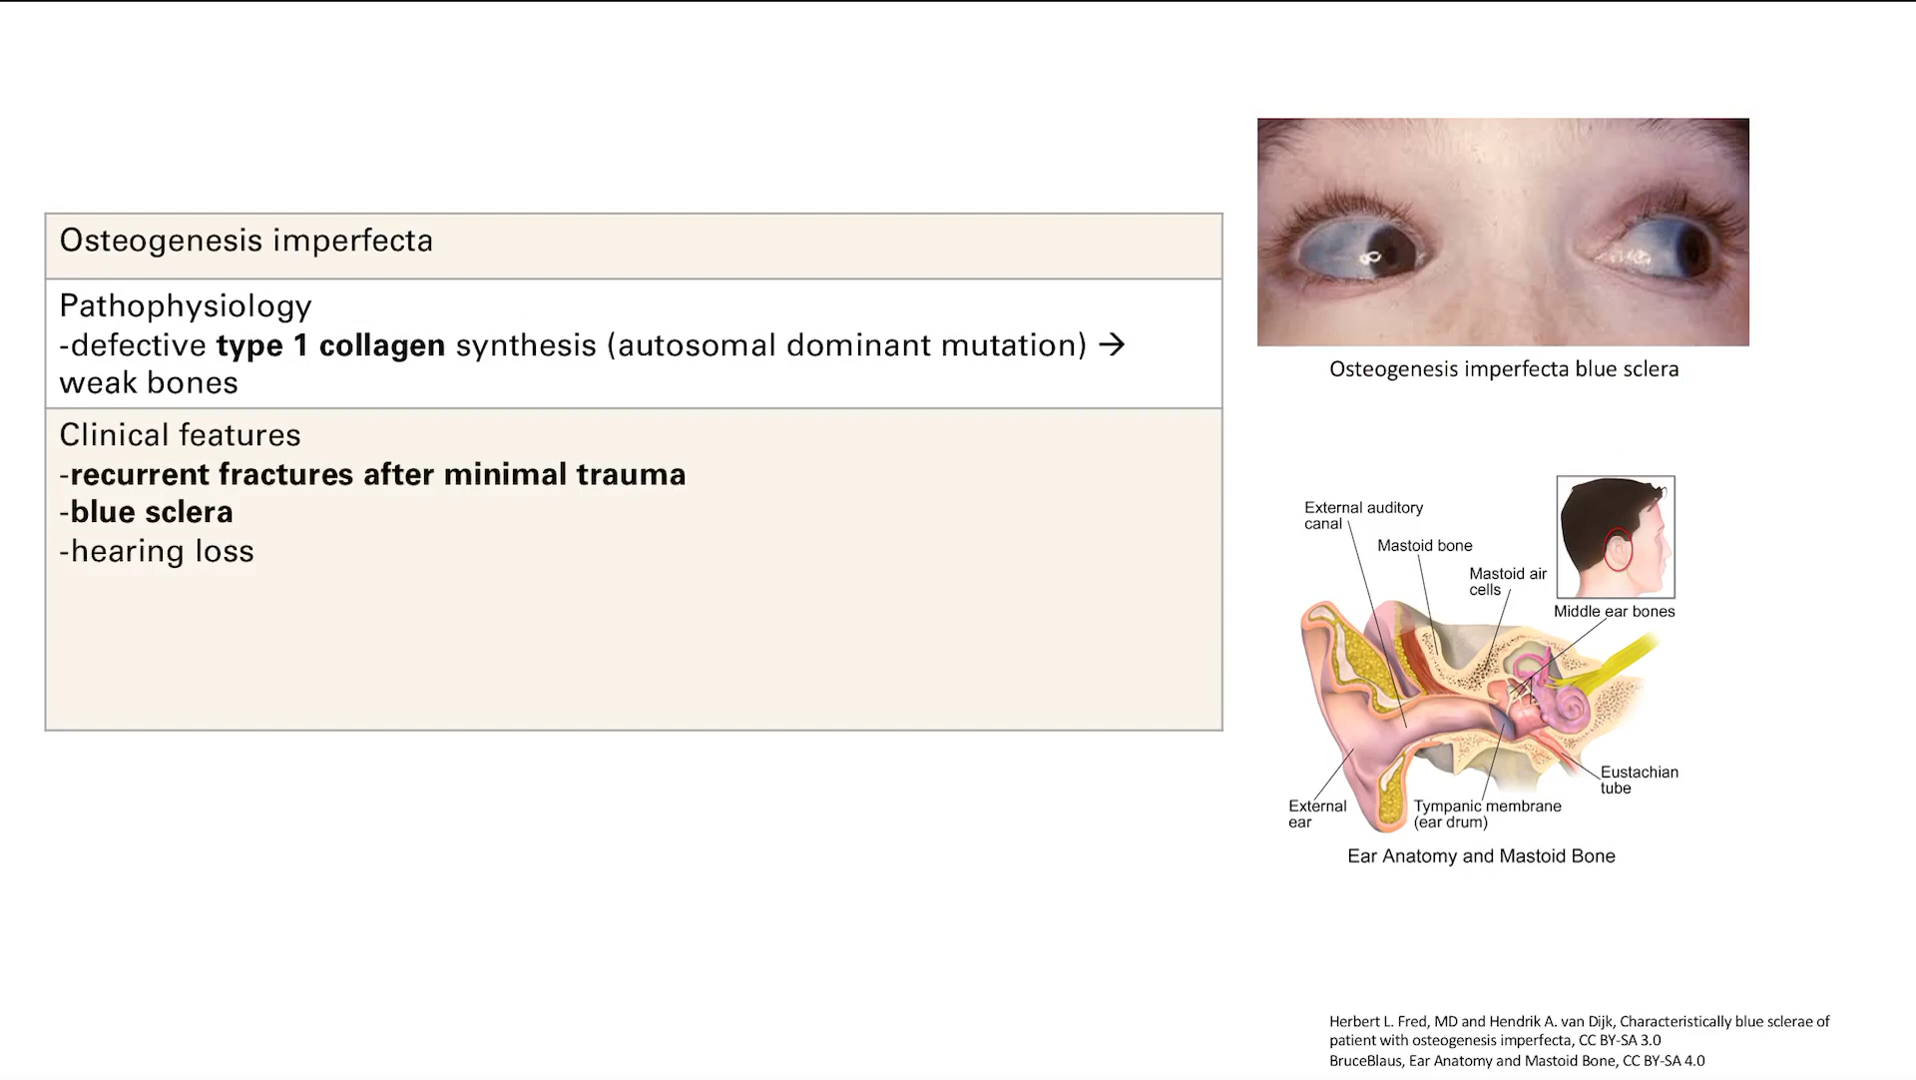 Osteogenesis imperfecta
Pathophysiology
-defective type 1 collagen synthesis (autosomal dominant mutation) →
weak bones
Clinical features
-recurrent fractures after minimal trauma
-blue sclera
-hearing loss
Osteogenesis imperfecta blue sclera
External auditory
canal
Mastoid bone
Mastoid air
cells
Middle ear bones
Eustachian
tube
External
ear
Tympanic membrane
(ear drum)
Ear Anatomy and Mastoid Bone
Herbert L. Fred, MD and Hendrik A. van Dijk, Characteristically blue sclerae of
patient with osteogenesis imperfecta, CC BY-SA 3.0
BruceBlaus, Ear Anatomy and Mastoid Bone, CC BY-SA 4.0